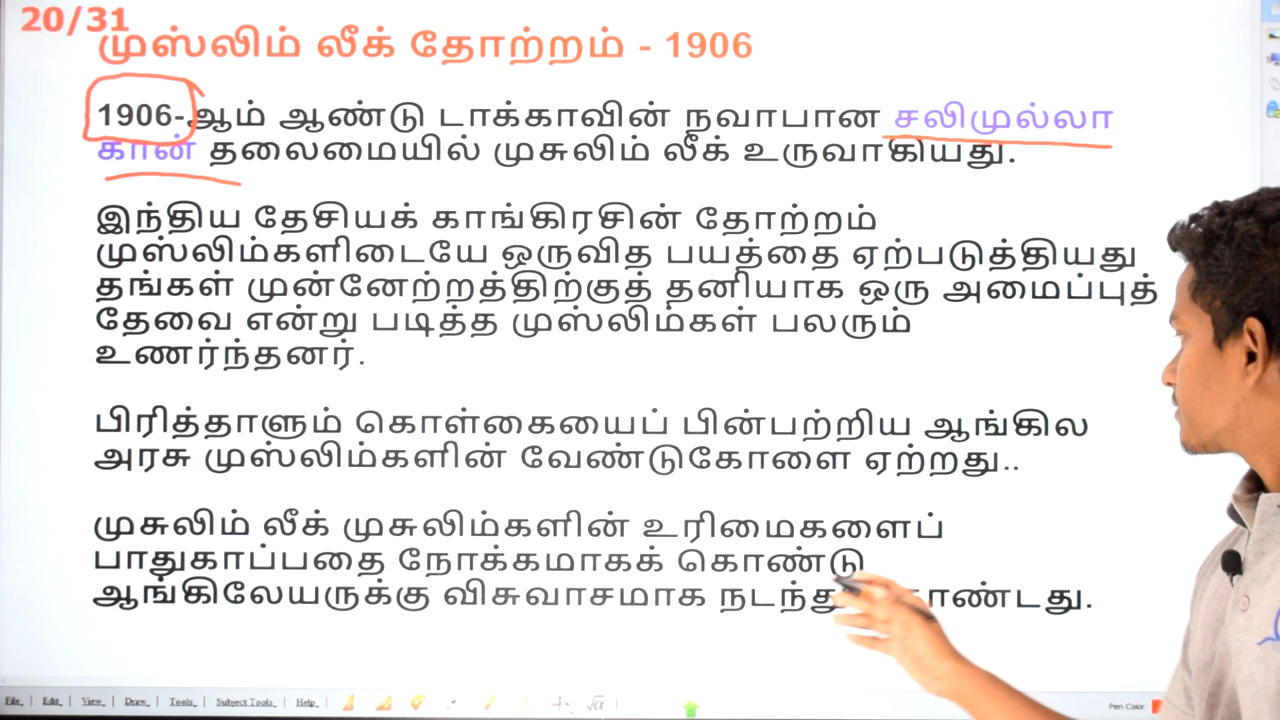 20/31
முஸ்லிம் லீக் தோற்றம் - 1906
1906-ஆம் ஆண்டு டாக்காவின் நவாபான சலிமுல்லா
கான் தலைமையில் முசுலிம் லீக் உருவாகியது.
இந்திய தேசியக் காங்கிரசின் தோற்றம்
முஸ்லிம்களிடையே ஒருவித பயத்தை ஏற்படுத்தியது
தங்கள் முன்னேற்றத்திற்குத் தனியாக ஒரு அமைப்புத்
தேவை என்று படித்த முஸ்லிம்கள் பலரும்
உணர்ந்தனர்.
பிரித்தாளும் கொள்கையைப் பின்பற்றிய ஆங்கில
அரசு முஸ்லிம்களின் வேண்டுகோளை ஏற்றது..
முசுலிம் லீக் முசுலிம்களின் உரிமைகளைப்
பாதுகாப்பதை நோக்கமாகக் கொண்டு
ஆங்கிலேயருக்கு விசுவாசமாக
File Edit View Draw Tools Subject Tools Help √α Pen Color